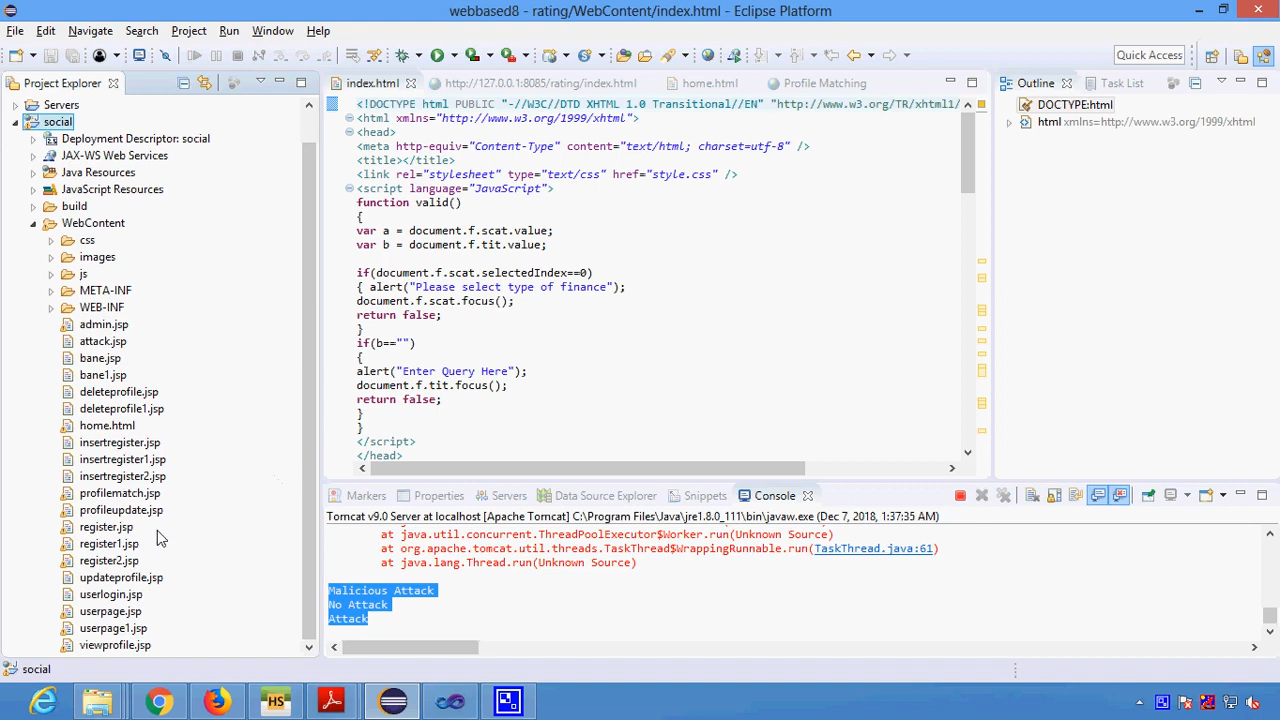 webbased8 - rating/WebContent/index.html - Eclipse Platform
File Edit Navigate Search Project Run Window Help
Quick Access
Project Explorer
Servers
social
Deployment Descriptor: social
JAX-WS Web Services
Java Resources
JavaScript Resources
build
WebContent
css
images
js
META-INF
WEB-INF
admin.jsp
attack.jsp
bane.jsp
bane1.jsp
deleteprofile.jsp
deleteprofile1.jsp
home.html
insertregister.jsp
insertregister1.jsp
insertregister2.jsp
profilematch.jsp
profileupdate.jsp
register.jsp
register1.jsp
register2.jsp
updateprofile.jsp
userlogin.jsp
userpage.jsp
userpage1.jsp
viewprofile.jsp
index.html http://127.0.0.1:8085/rating/index.html home.html Profile Matching
<!DOCTYPE html PUBLIC "-//W3C//DTD XHTML 1.0 Transitional//EN" "http://www.w3.org/TR/xhtml1/
<html xmlns="http://www.w3.org/1999/xhtml">
<head>
<meta http-equiv="Content-Type" content="text/html; charset=utf-8" />
<title></title>
<link rel="stylesheet" type="text/css" href="style.css" />
<script language="JavaScript">
function valid()
{
var a = document.f.scat.value;
var b = document.f.tit.value;
if(document.f.scat.selectedIndex==0)
{ alert("Please select type of finance");
document.f.scat.focus();
return false;
}
if(b=="")
{
alert("Enter Query Here");
document.f.tit.focus();
return false;
}
}
</script>
</head>
Outline Task List
DOCTYPE:html
html xmlns=http://www.w3.org/1999/xhtml
Markers Properties Servers Data Source Explorer Snippets Console
Tomcat v9.0 Server at localhost [Apache Tomcat] C:\Program Files\Java\jre1.8.0_111\bin\javaw.exe (Dec 7, 2018, 1:37:35 AM)
at java.util.concurrent.ThreadPoolExecutor$Worker.run(Unknown Source)
at org.apache.tomcat.util.threads.TaskThread$WrappingRunnable.run(TaskThread.java:61)
at java.lang.Thread.run(Unknown Source)
Malicious Attack
No Attack
Attack
social
HS